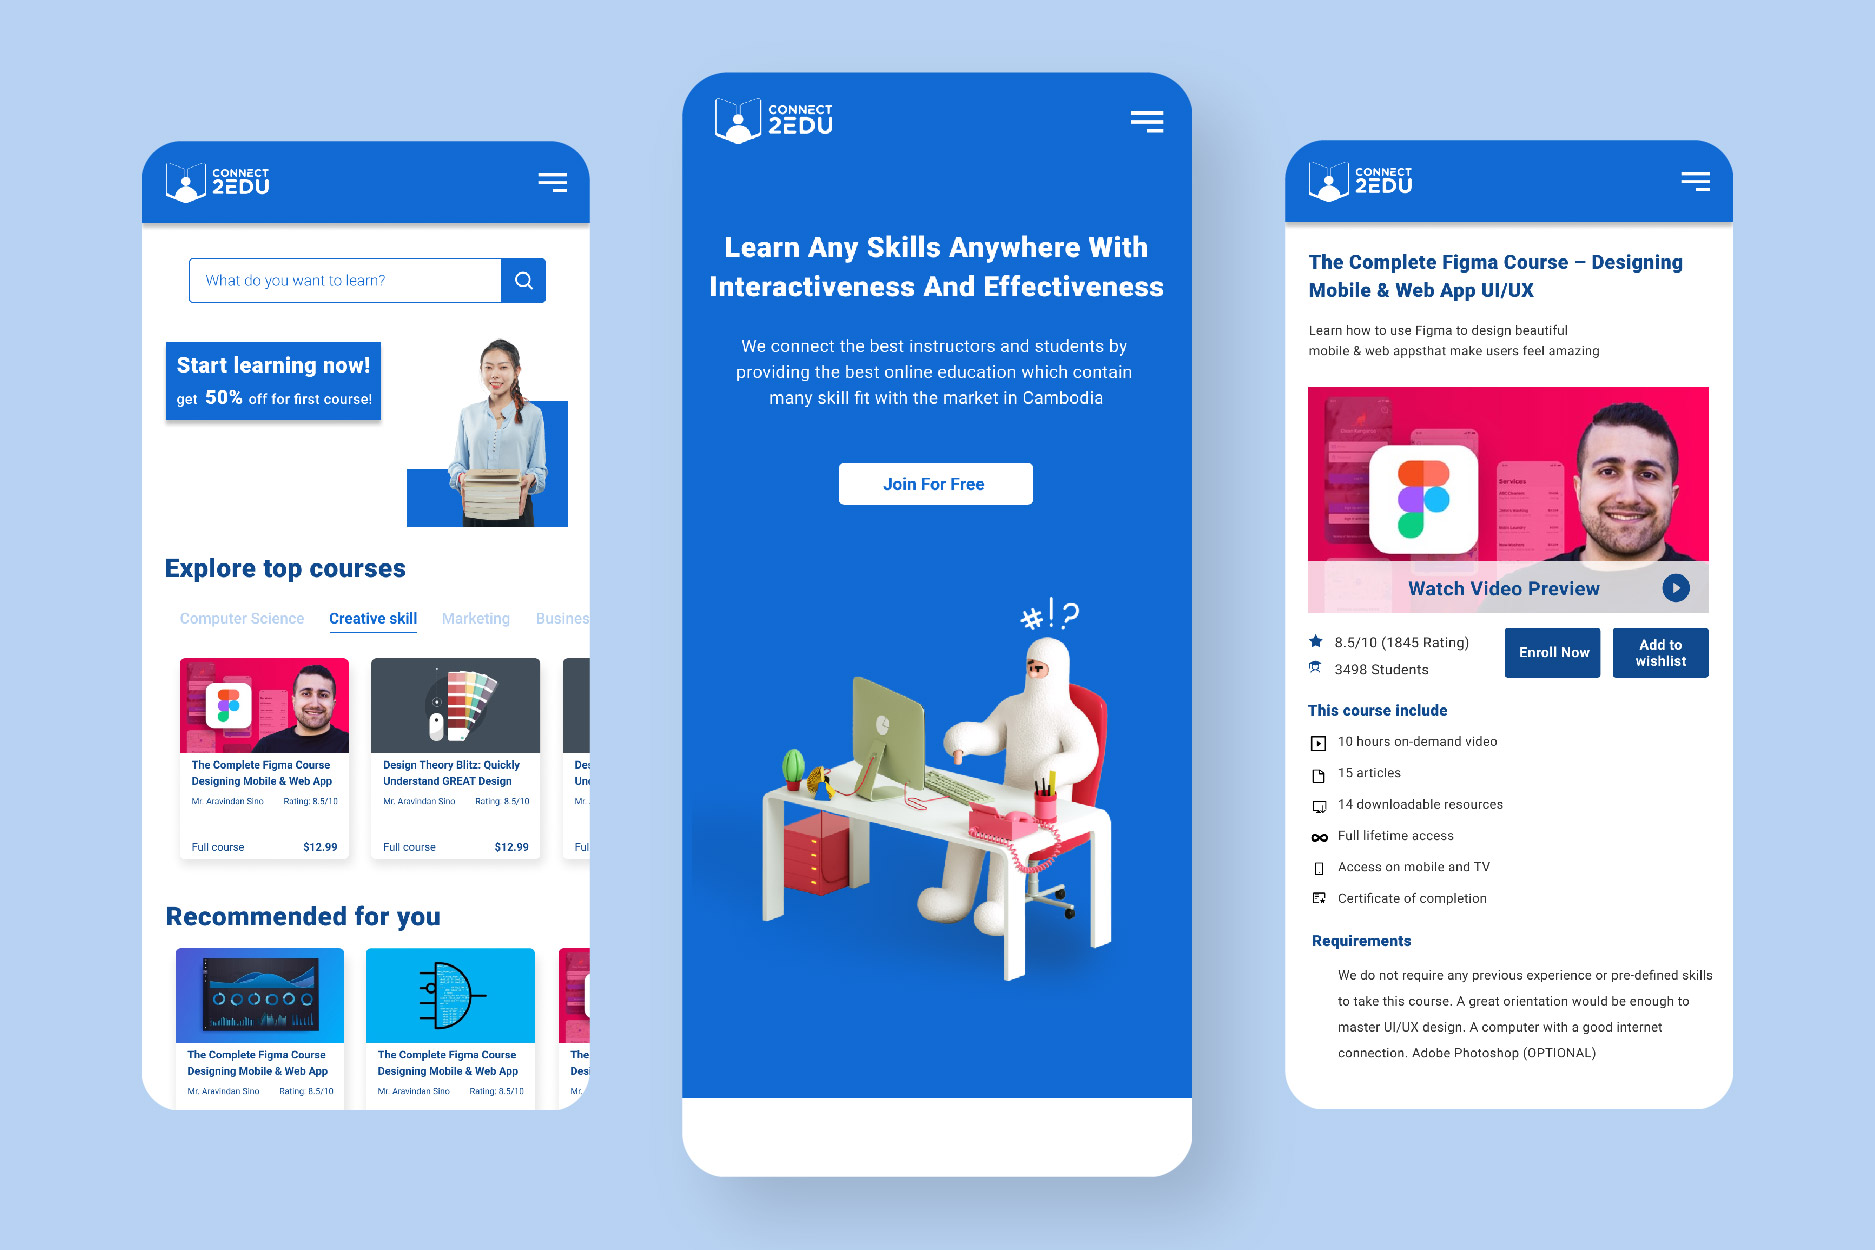 CONNECT
2EDU
What do you want to learn?
Start learning now!
get 50% off for first course!
Explore top courses
Computer Science Creative skill Marketing Busines
The Complete Figma Course
Designing Mobile & Web App
Mr. Aravindan Sino Rating: 8.5/10
Full course $12.99
Design Theory Blitz: Quickly
Understand GREAT Design
Mr. Aravindan Sino Rating: 8.5/10
Full course $12.99
Des
Un
Mr.
Ful
Recommended for you
The Complete Figma Course
Designing Mobile & Web App
Mr. Aravindan Sino Rating: 8.5/10
The Complete Figma Course
Designing Mobile & Web App
Mr. Aravindan Sino Rating: 8.5/10
The
Des
Mr.
CONNECT
2EDU
Learn Any Skills Anywhere With
Interactiveness And Effectiveness
We connect the best instructors and students by
providing the best online education which contain
many skill fit with the market in Cambodia
Join For Free
#!?
CONNECT
2EDU
The Complete Figma Course – Designing
Mobile & Web App UI/UX
Learn how to use Figma to design beautiful
mobile & web appsthat make users feel amazing
Services
Watch Video Preview
8.5/10 (1845 Rating)
3498 Students
Enroll Now
Add to
wishlist
This course include
10 hours on-demand video
15 articles
14 downloadable resources
Full lifetime access
Access on mobile and TV
Certificate of completion
Requirements
We do not require any previous experience or pre-defined skills
to take this course. A great orientation would be enough to
master UI/UX design. A computer with a good internet
connection. Adobe Photoshop (OPTIONAL)